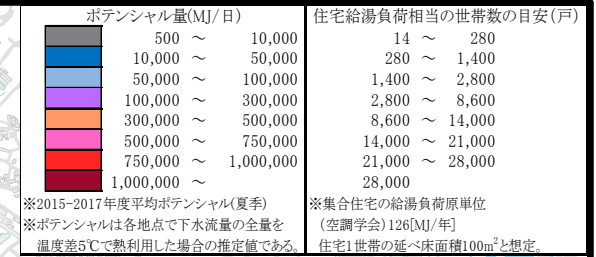 ポテンシャル量(MJ/日) 住宅給湯負荷相当の世帯数の目安(戸)
500 ～ 10,000 14 ～ 280
10,000 ～ 50,000 280 ～ 1,400
50,000 ～ 100,000 1,400 ～ 2,800
100,000 ～ 300,000 2,800 ～ 8,600
300,000 ～ 500,000 8,600 ～ 14,000
500,000 ～ 750,000 14,000 ～ 21,000
750,000 ～ 1,000,000 21,000 ～ 28,000
1,000,000 ～ 28,000
※2015-2017年度平均ポテンシャル(夏季)
※ポテンシャルは各地点で下水流量の全量を
温度差5℃で熱利用した場合の推定値である。
※集合住宅の給湯負荷原単位
(空調学会)126[MJ/年]
住宅1世帯の延べ床面積100m²と想定。